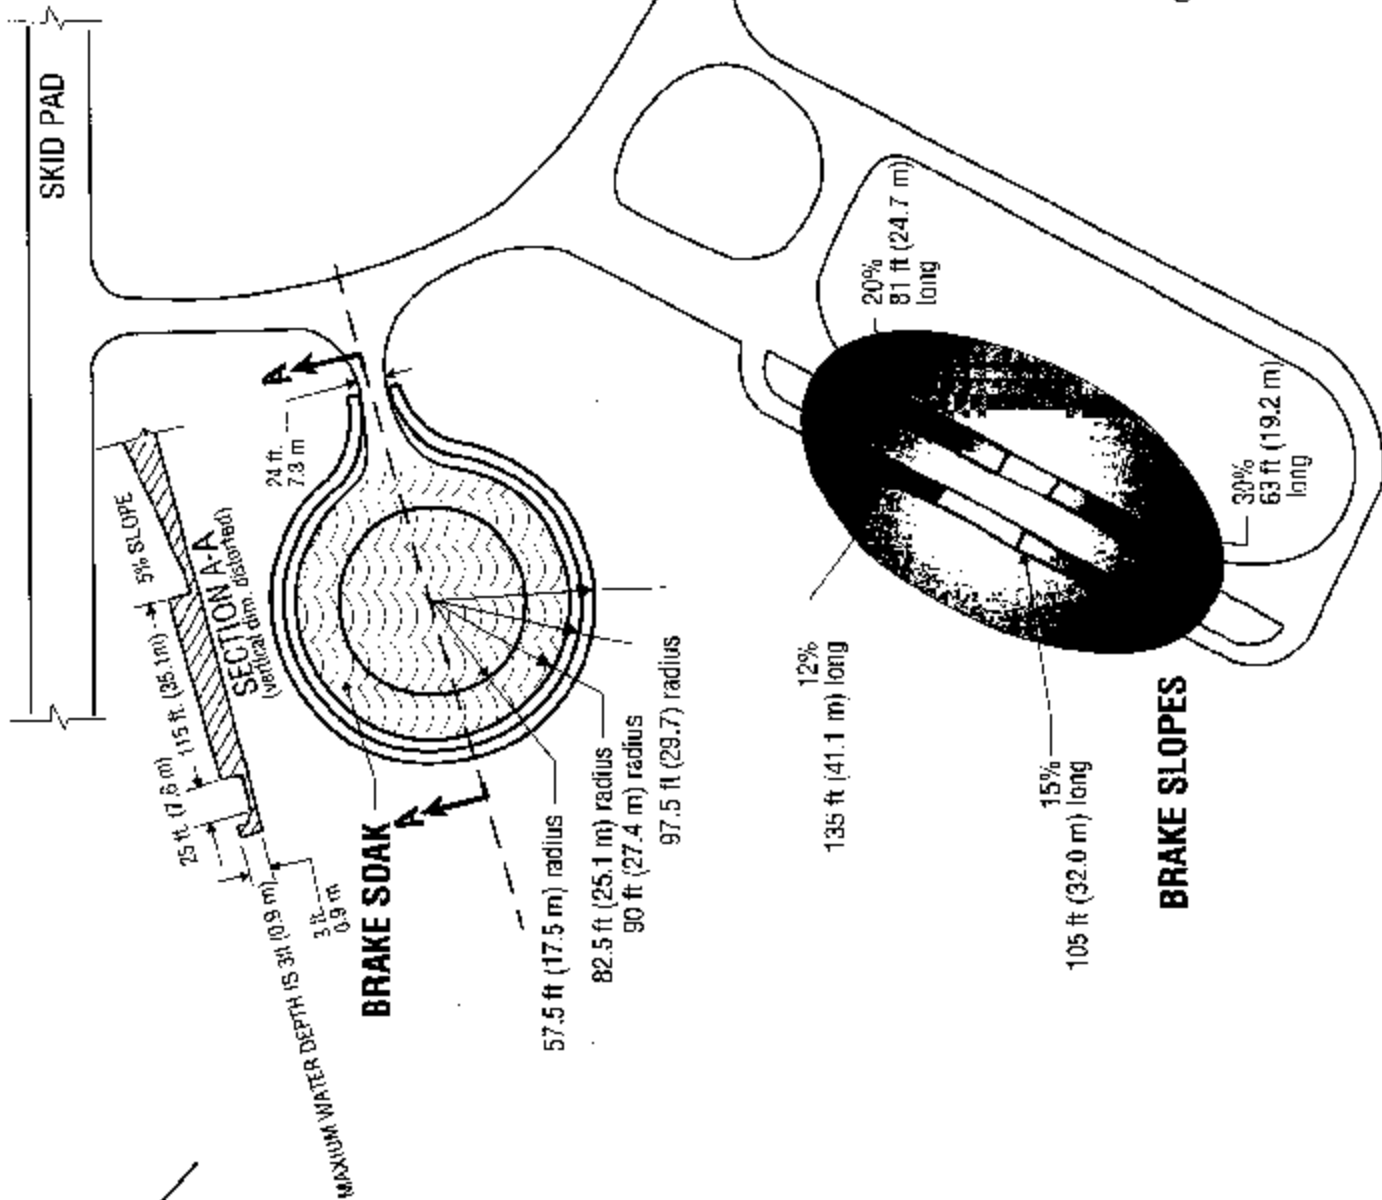 SKID PAD
5% SLOPE
SECTION A-A
(vertical dim. distorted)
115 ft. (35.1m)
25 ft. (7.6 m)
3 ft.
0.9 m
MAXIUM WATER DEPTH IS 3ft (0.9 m)
24 ft.
7.3 m
A
A
BRAKE SOAK
57.5 ft (17.5 m) radius
82.5 ft (25.1 m) radius
90 ft (27.4 m) radius
97.5 ft (29.7) radius
20%
81 ft (24.7 m)
long
30%
63 ft (19.2 m)
long
12%
135 ft (41.1 m) long
15%
105 ft (32.0 m) long
BRAKE SLOPES